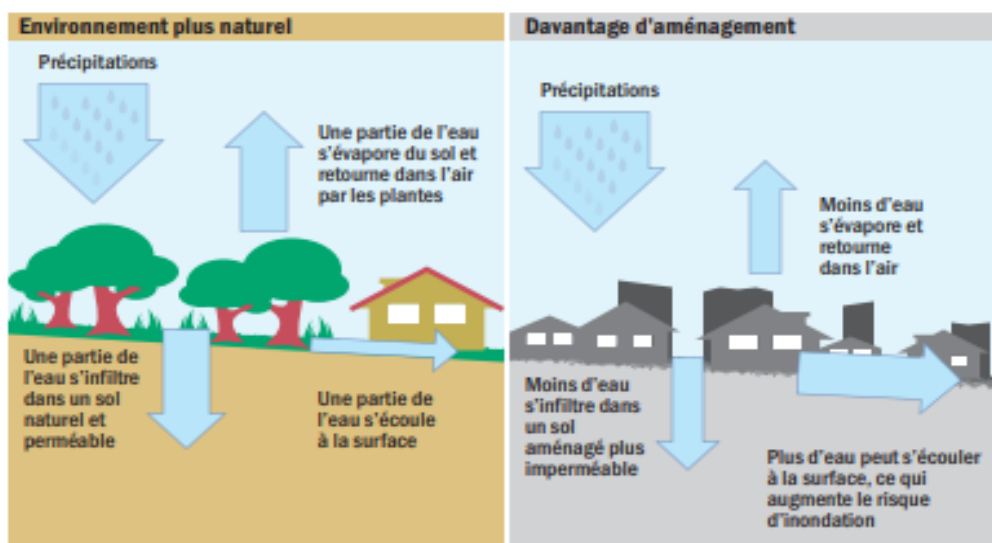 Environnement plus naturel
Précipitations
Une partie de l'eau
s'évapore du sol et
retourne dans l'air
par les plantes
Une partie de
l'eau s'infiltre
dans un sol
naturel et
perméable
Une partie de
l'eau s'écoule
à la surface
Davantage d'aménagement
Précipitations
Moins d'eau
s'évapore et
retourne
dans l'air
Moins d'eau
s'infiltre dans
un sol
aménagé plus
imperméable
Plus d'eau peut s'écouler
à la surface, ce qui
augmente le risque
d'inondation